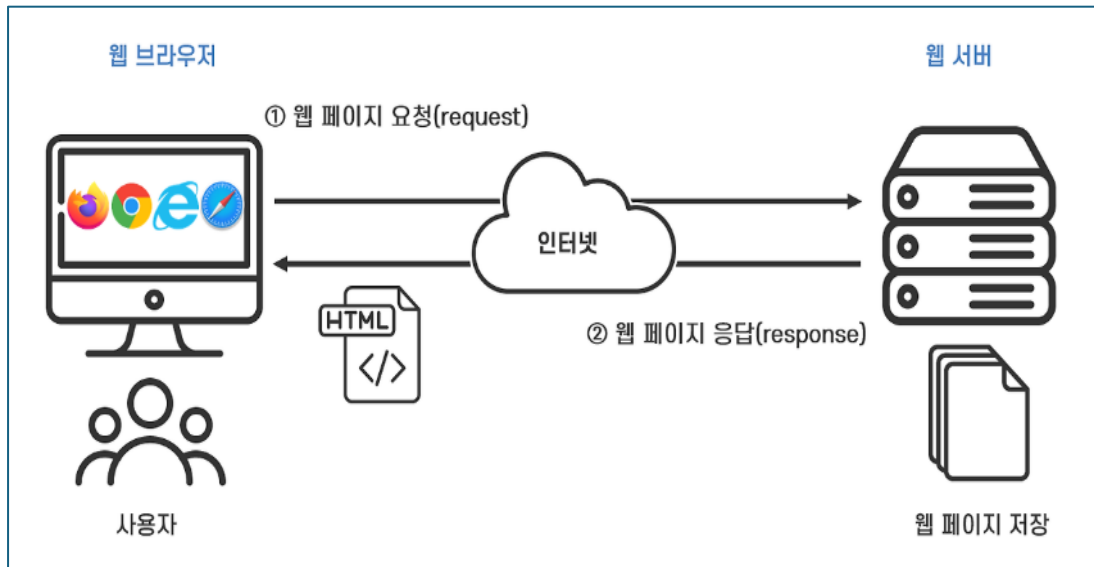 웹 브라우저
웹 서버
① 웹 페이지 요청(request)
인터넷
HTML
</>
② 웹 페이지 응답(response)
사용자
웹 페이지 저장